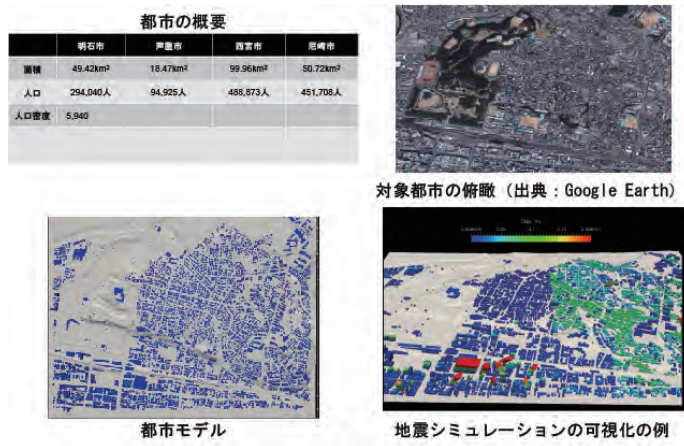 都市の概要
明石市 芦屋市 西宮市 尼崎市
面積 49.42km² 18.47km² 99.96km² 50.72km²
人口 294,040人 94,925人 488,873人 451,708人
人口密度 5,940
対象都市の俯瞰（出典：Google Earth）
都市モデル
地震シミュレーションの可視化の例